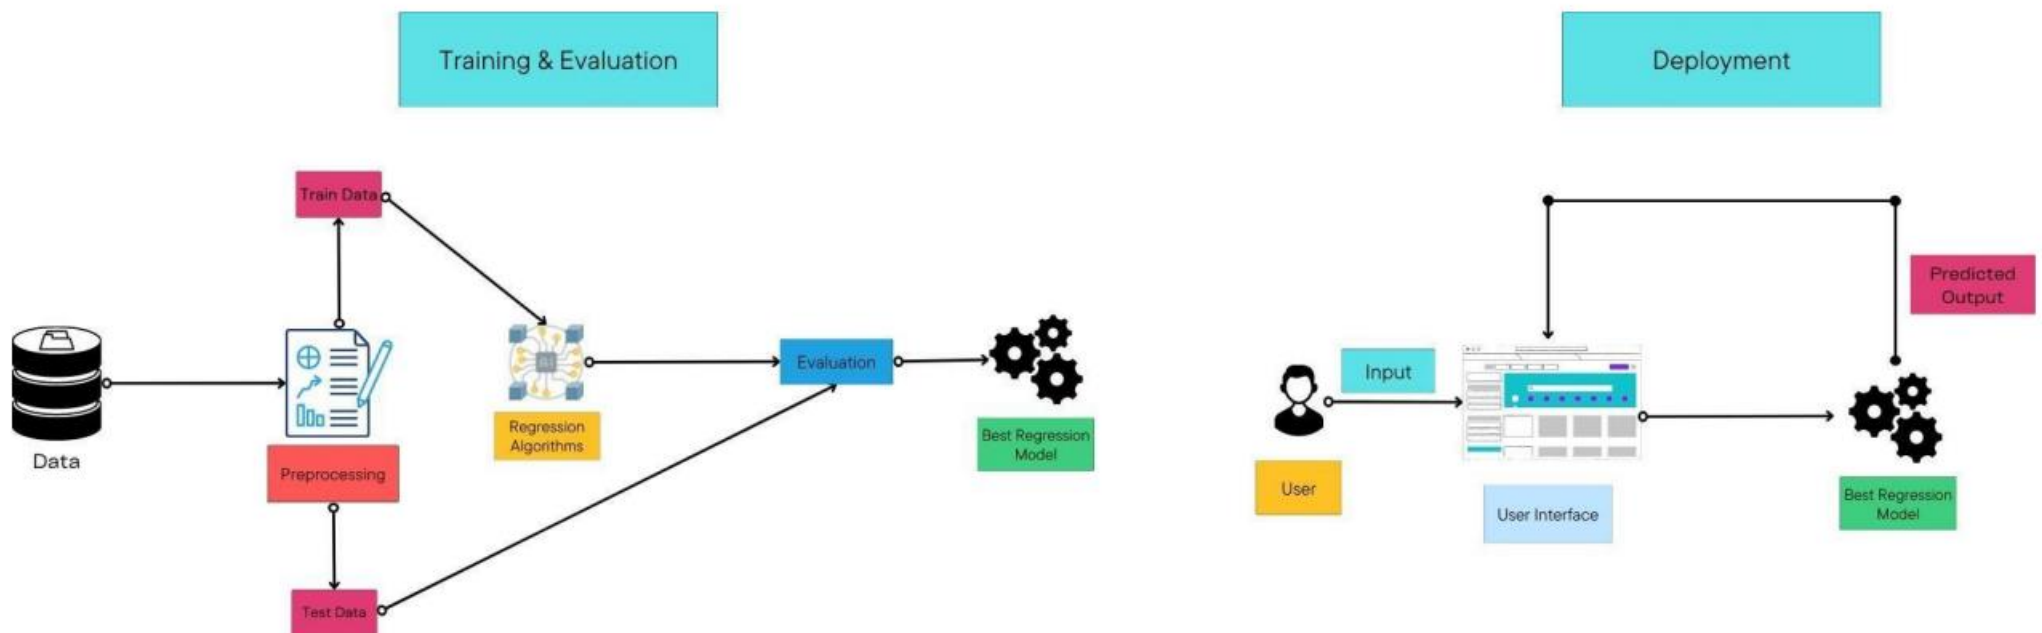 Training & Evaluation
Deployment
Train Data
Data
Preprocessing
Test Data
Regression
Algorithms
Evaluation
Best Regression
Model
Predicted
Output
Input
User
User Interface
Best Regression
Model